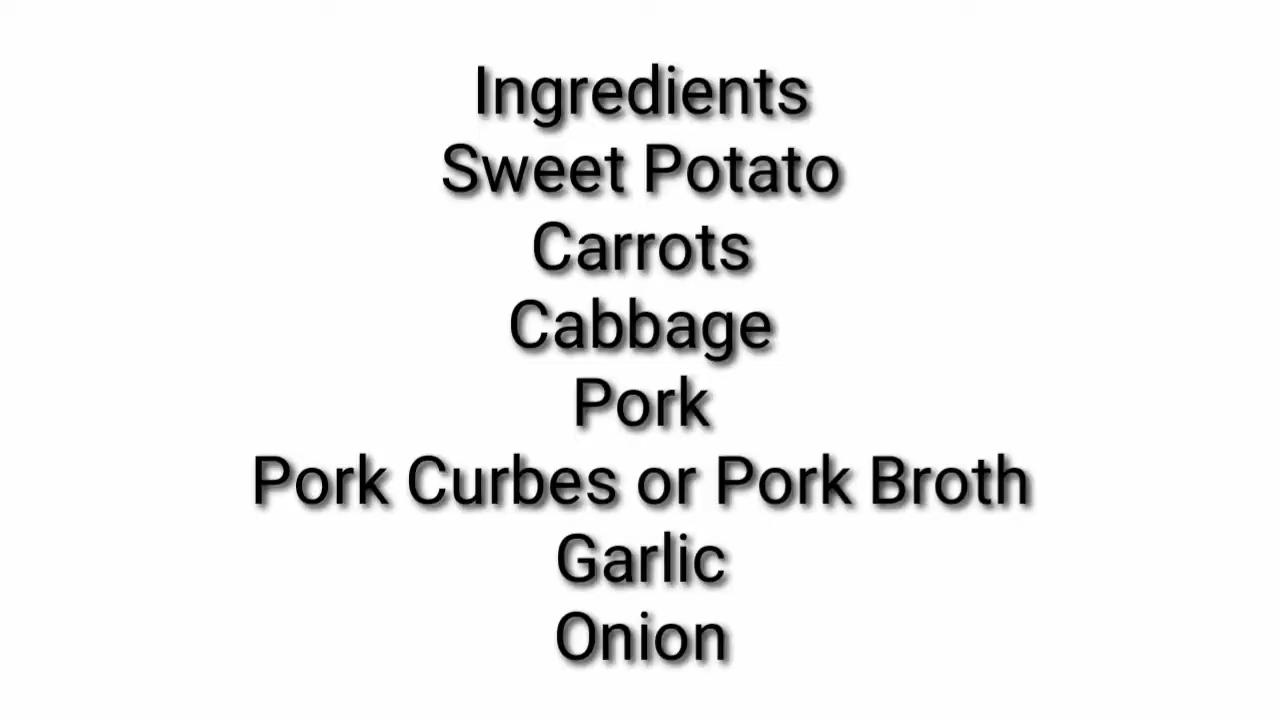 Ingredients
Sweet Potato
Carrots
Cabbage
Pork
Pork Curbes or Pork Broth
Garlic
Onion